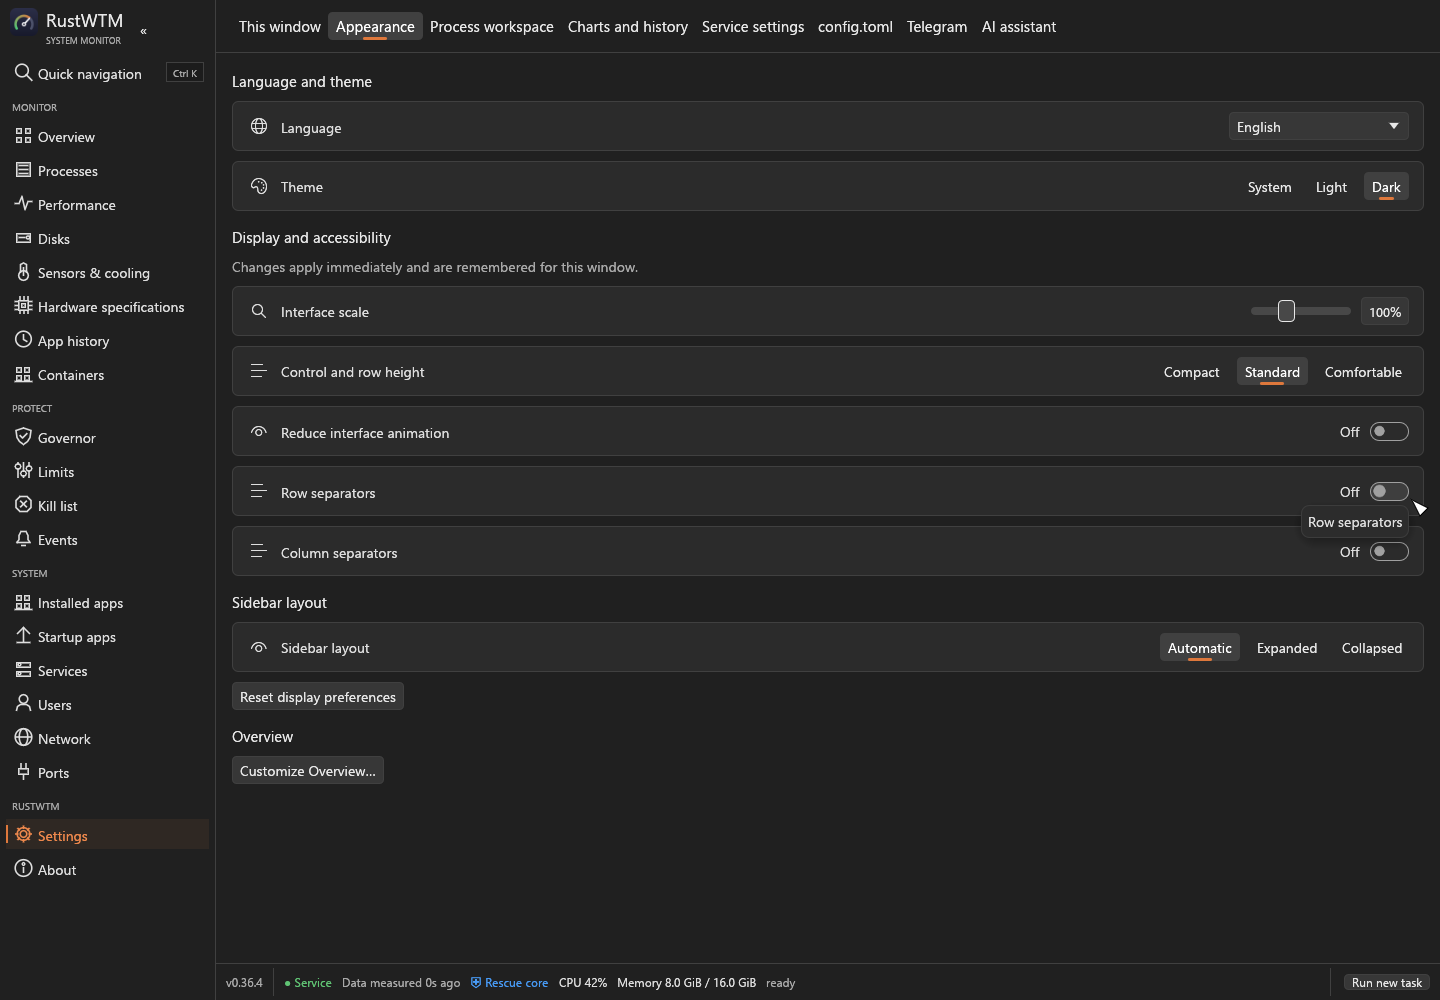 RustWTM
SYSTEM MONITOR
«
Quick navigation Ctrl K
MONITOR
Overview
Processes
Performance
Disks
Sensors & cooling
Hardware specifications
App history
Containers
PROTECT
Governor
Limits
Kill list
Events
SYSTEM
Installed apps
Startup apps
Services
Users
Network
Ports
RUSTWTM
Settings
About
This window Appearance Process workspace Charts and history Service settings config.toml Telegram AI assistant
Language and theme
Language English
Theme System Light Dark
Display and accessibility
Changes apply immediately and are remembered for this window.
Interface scale 100%
Control and row height Compact Standard Comfortable
Reduce interface animation Off
Row separators Off
Row separators
Column separators Off
Sidebar layout
Sidebar layout Automatic Expanded Collapsed
Reset display preferences
Overview
Customize Overview...
v0.36.4 Service Data measured 0s ago Rescue core CPU 42% Memory 8.0 GiB / 16.0 GiB ready Run new task